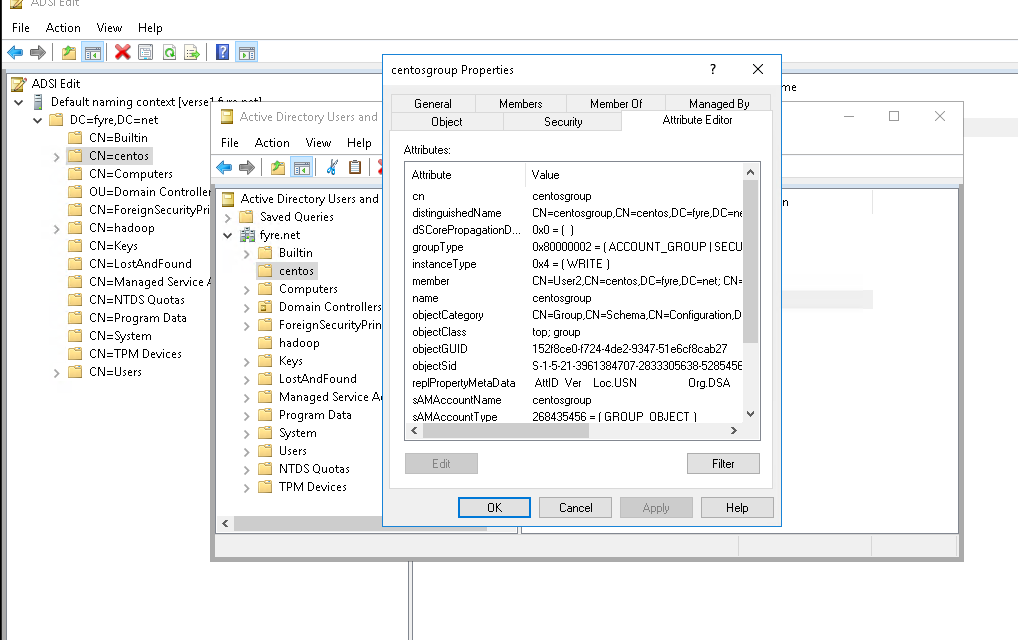 ADSI Edit
File Action View Help
ADSI Edit
Default naming context [verse1.fyre.net]
DC=fyre,DC=net
CN=Builtin
CN=centos
CN=Computers
OU=Domain Controller
CN=ForeignSecurityPri
CN=hadoop
CN=Keys
CN=LostAndFound
CN=Managed Service A
CN=NTDS Quotas
CN=Program Data
CN=System
CN=TPM Devices
CN=Users
me
Active Directory Users and
File Action View Help
Active Directory Users and
Saved Queries
fyre.net
Builtin
centos
Computers
Domain Controllers
ForeignSecurityPrin
hadoop
Keys
LostAndFound
Managed Service Ac
Program Data
System
Users
NTDS Quotas
TPM Devices
n
centosgroup Properties
?
General Members Member Of Managed By
Object Security Attribute Editor
Attributes:
Attribute Value
cn centosgroup
distinguishedName CN=centosgroup,CN=centos,DC=fyre,DC=ne
dSCorePropagationD... 0x0 = ( )
groupType 0x80000002 = ( ACCOUNT_GROUP | SECU
instanceType 0x4 = ( WRITE )
member CN=User2,CN=centos,DC=fyre,DC=net; CN=
name centosgroup
objectCategory CN=Group,CN=Schema,CN=Configuration,D
objectClass top; group
objectGUID 152f8ce0-f724-4de2-9347-51e6cf8cab27
objectSid S-1-5-21-3961384707-2833305638-5285456
replPropertyMetaData AttID Ver Loc.USN Org.DSA
sAMAccountName centosgroup
sAMAccountType 268435456 = ( GROUP_OBJECT )
Edit Filter
OK Cancel Apply Help